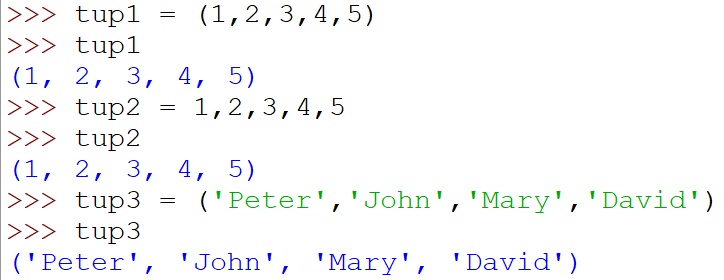 >>> tup1 = (1,2,3,4,5)
>>> tup1
(1, 2, 3, 4, 5)
>>> tup2 = 1,2,3,4,5
>>> tup2
(1, 2, 3, 4, 5)
>>> tup3 = ('Peter','John','Mary','David')
>>> tup3
('Peter', 'John', 'Mary', 'David')